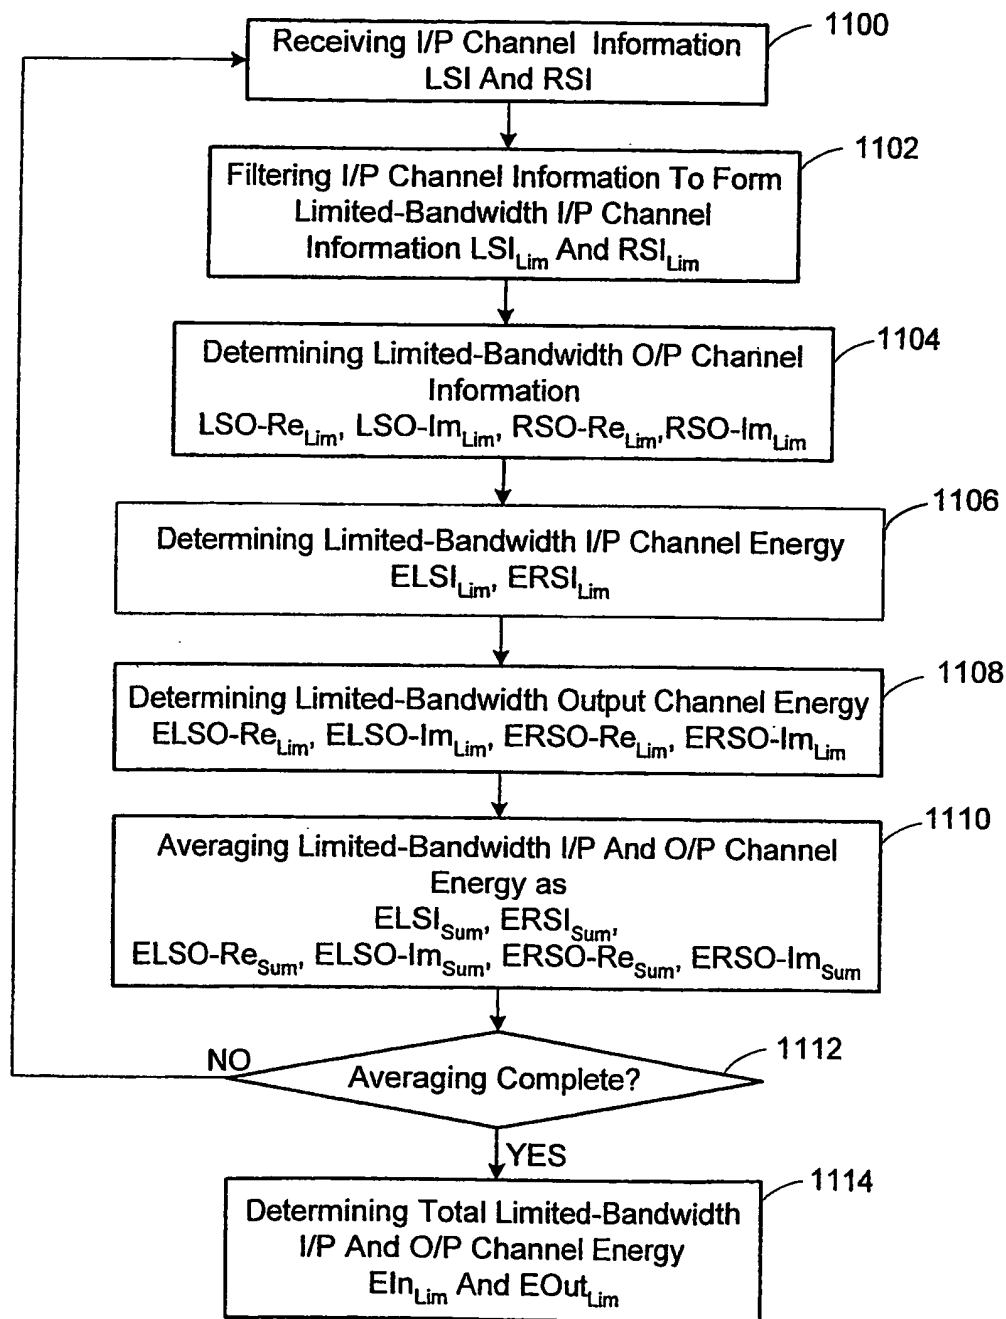 1100
Receiving I/P Channel Information
LSI And RSI
1102
Filtering I/P Channel Information To Form
Limited-Bandwidth I/P Channel
Information LSI_Lim And RSI_Lim
1104
Determining Limited-Bandwidth O/P Channel
Information
LSO-Re_Lim, LSO-Im_Lim, RSO-Re_Lim, RSO-Im_Lim
1106
Determining Limited-Bandwidth I/P Channel Energy
ELSI_Lim, ERSI_Lim
1108
Determining Limited-Bandwidth Output Channel Energy
ELSO-Re_Lim, ELSO-Im_Lim, ERSO-Re_Lim, ERSO-Im_Lim
1110
Averaging Limited-Bandwidth I/P And O/P Channel
Energy as
ELSI_Sum, ERSI_Sum,
ELSO-Re_Sum, ELSO-Im_Sum, ERSO-Re_Sum, ERSO-Im_Sum
1112
NO
Averaging Complete?
YES
1114
Determining Total Limited-Bandwidth
I/P And O/P Channel Energy
EIn_Lim And EOut_Lim